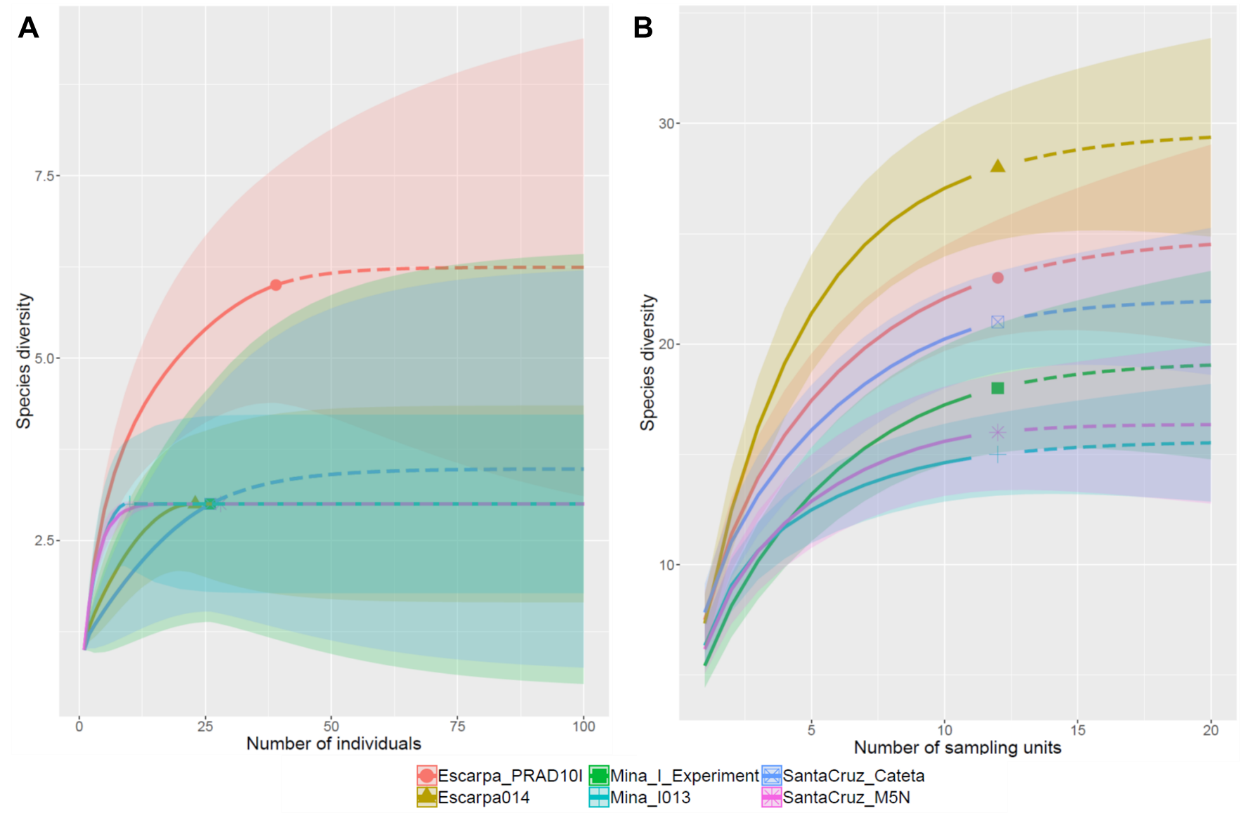 A
B
Species diversity
7.5
5.0
2.5
0
25
50
75
100
Number of individuals
Species diversity
30
20
10
5
10
15
20
Number of sampling units
Escarpa_PRAD10I
Mina_I_Experiment
SantaCruz_Cateta
Escarpa014
Mina_I013
SantaCruz_M5N